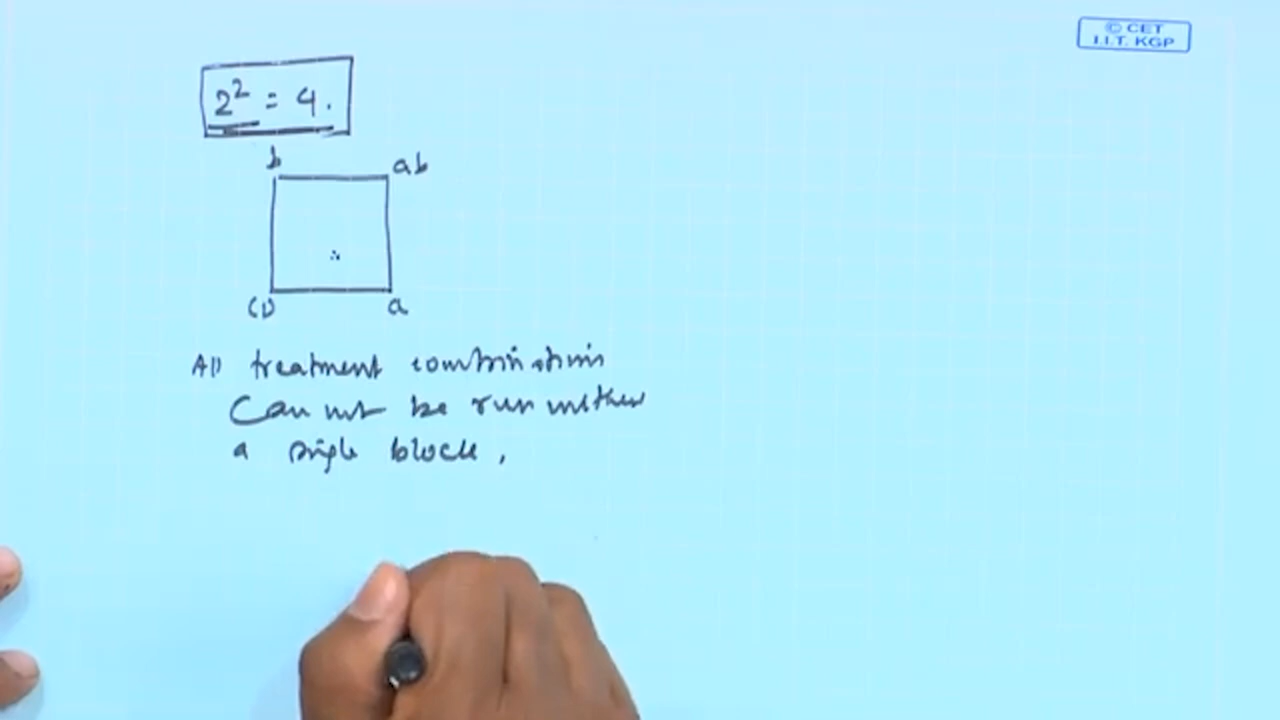 © CET
I.I.T. KGP
2² = 4.
b
ab
(1)
a
All treatment combinations
Can not be run within
a single block,